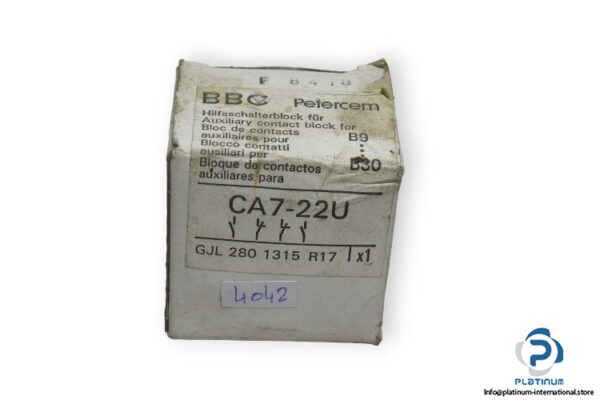 F 8418
BBC Petercem
Hilfsschalterblock für
Auxiliary contact block for
Bloc de contacts
auxiliaires pour B9
Blocco contatti
ausiliari per B30
Bloque de contactos
auxiliares para
CA7-22U
GJL 280 1315 R17 x1
4042
PLATINUM
Info@platinum-international.store